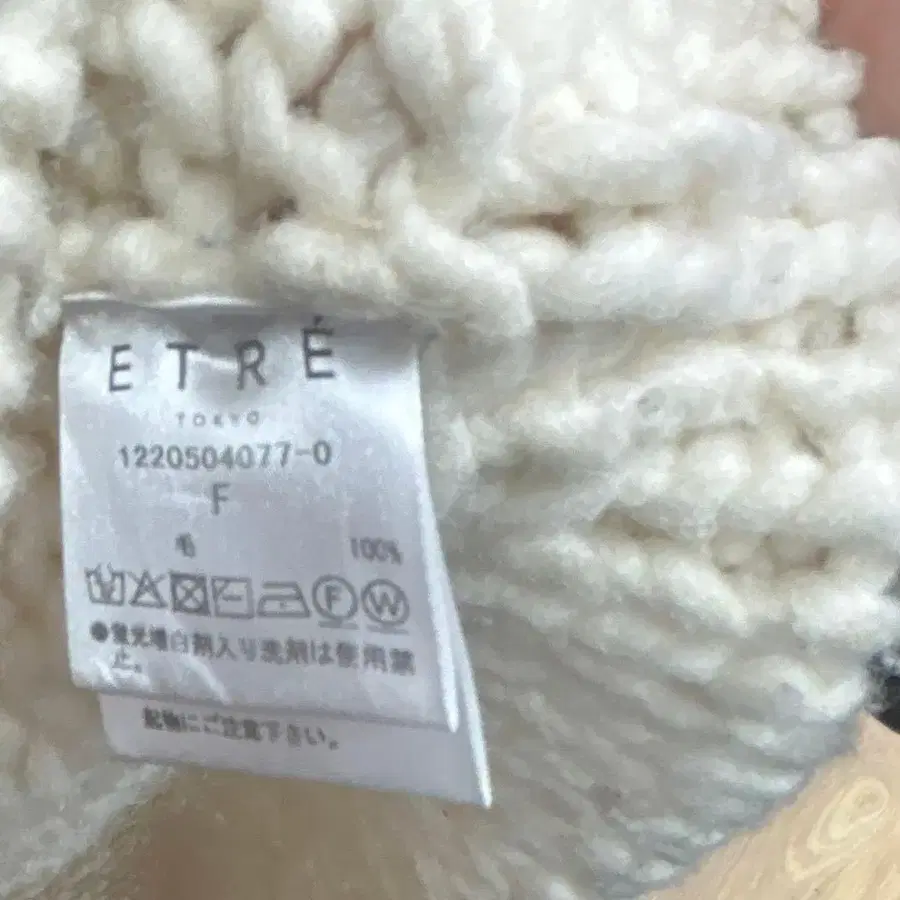 ETRÉ
TOKYO
1220504077-0
F
毛 100%
F W
●蛍光増白剤入り洗剤は使用禁
止。
起物にご注意下さい。